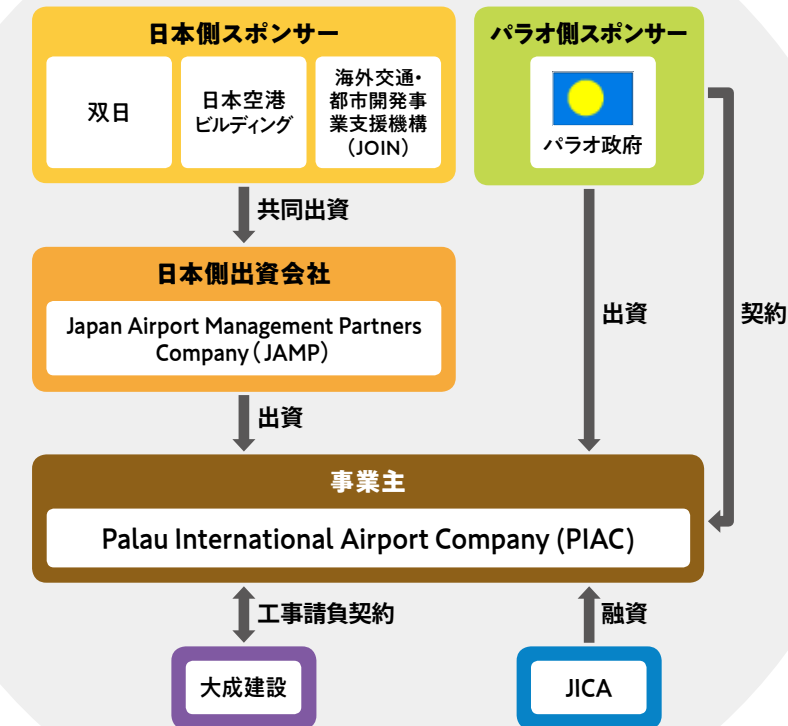 日本側スポンサー
双日
日本空港
ビルディング
海外交通・
都市開発事
業支援機構
（JOIN）
パラオ側スポンサー
パラオ政府
共同出資
日本側出資会社
Japan Airport Management Partners
Company（JAMP）
出資
出資
契約
事業主
Palau International Airport Company (PIAC)
工事請負契約
融資
大成建設
JICA